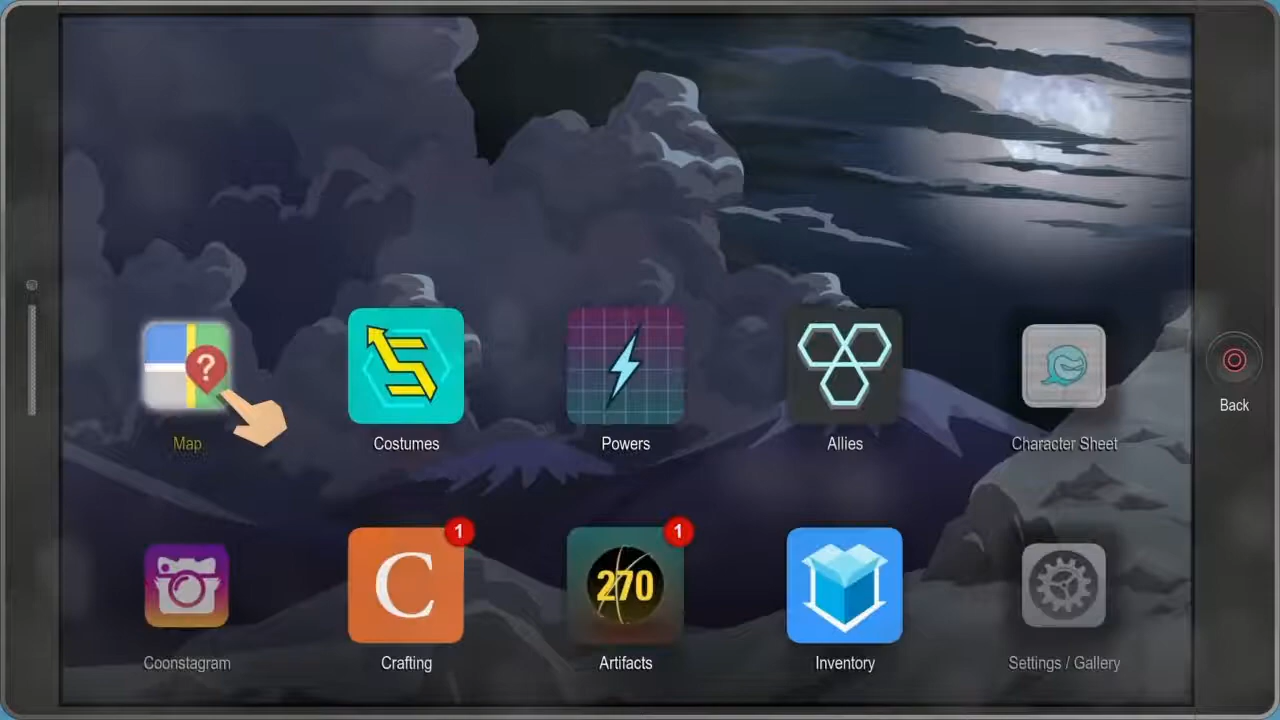 ?
Map
Costumes
Powers
Allies
Character Sheet
Back
Coonstagram
1
C
Crafting
1
270
Artifacts
Inventory
Settings / Gallery